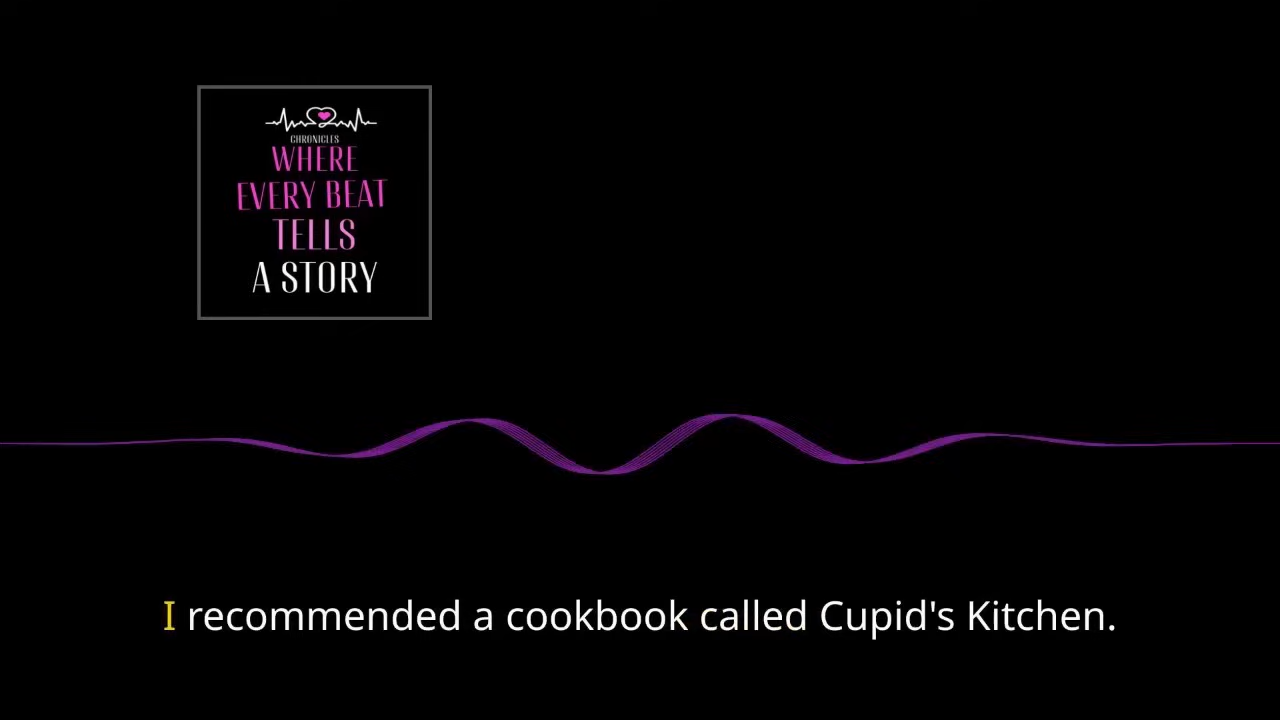 CHRONICLES
WHERE
EVERY BEAT
TELLS
A STORY
I recommended a cookbook called Cupid's Kitchen.